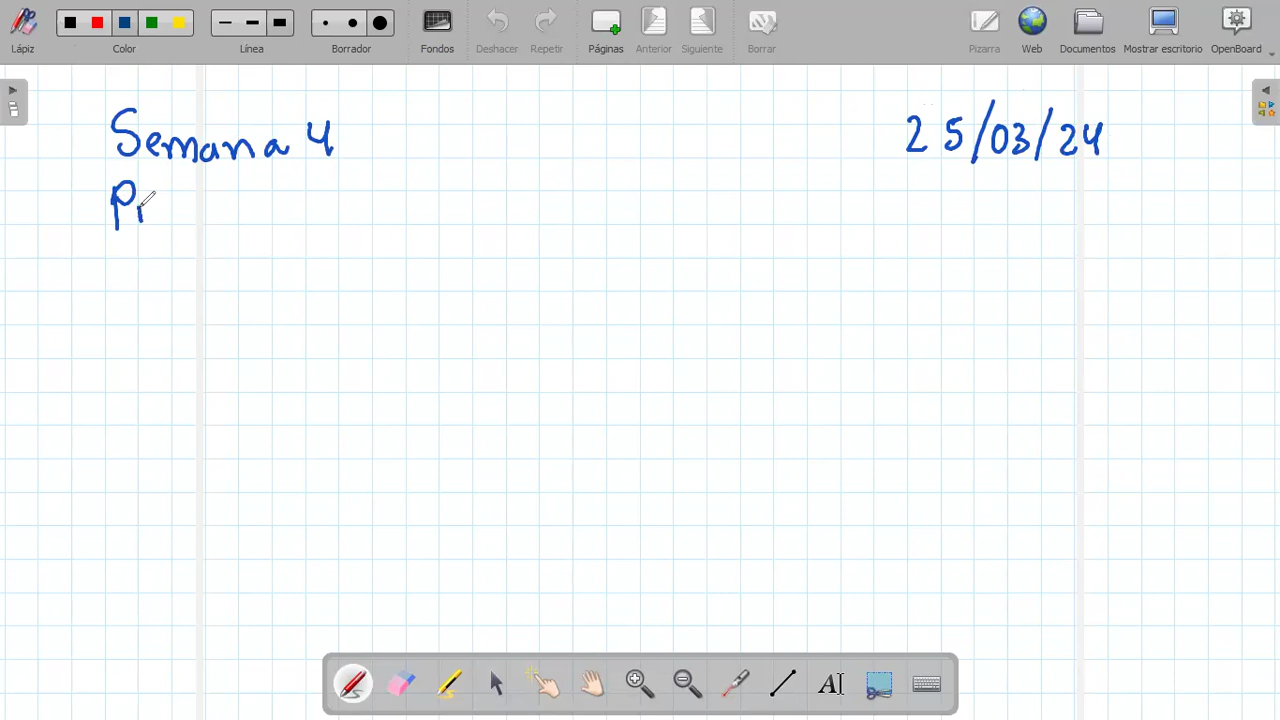 Lápiz Color Línea Borrador Fondos Deshacer Repetir Páginas Anterior Siguiente Borrar Pizarra Web Documentos Mostrar escritorio OpenBoard
Semana 4 25/03/24
Pr